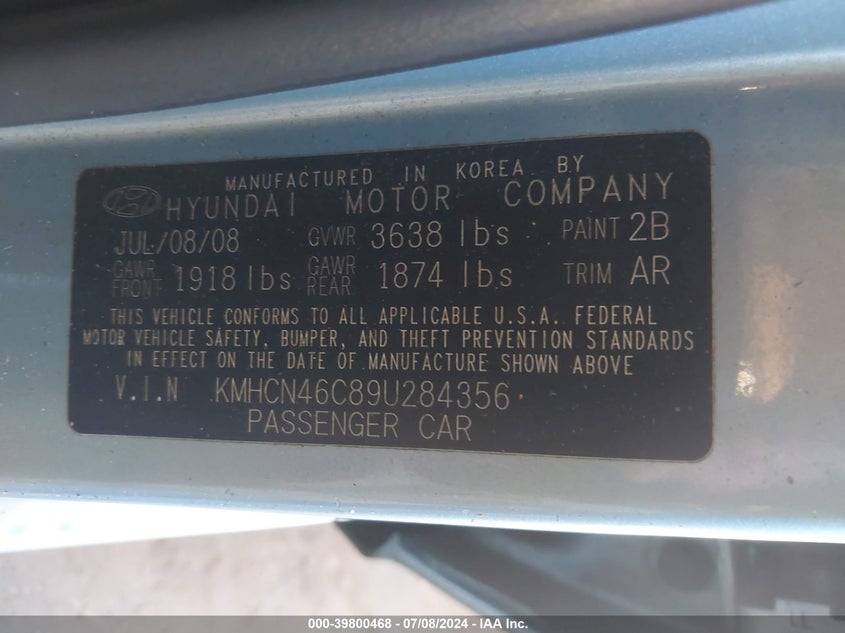 MANUFACTURED IN KOREA BY
HYUNDAI MOTOR COMPANY
JUL/08/08 GVWR 3638 lbs PAINT 2B
GAWR FRONT 1918 lbs GAWR REAR 1874 lbs TRIM AR
THIS VEHICLE CONFORMS TO ALL APPLICABLE U.S.A. FEDERAL
MOTOR VEHICLE SAFETY, BUMPER, AND THEFT PREVENTION STANDARDS
IN EFFECT ON THE DATE OF MANUFACTURE SHOWN ABOVE
V.I.N KMHCN46C89U284356
PASSENGER CAR
000-39800468 - 07/08/2024 - IAA Inc.